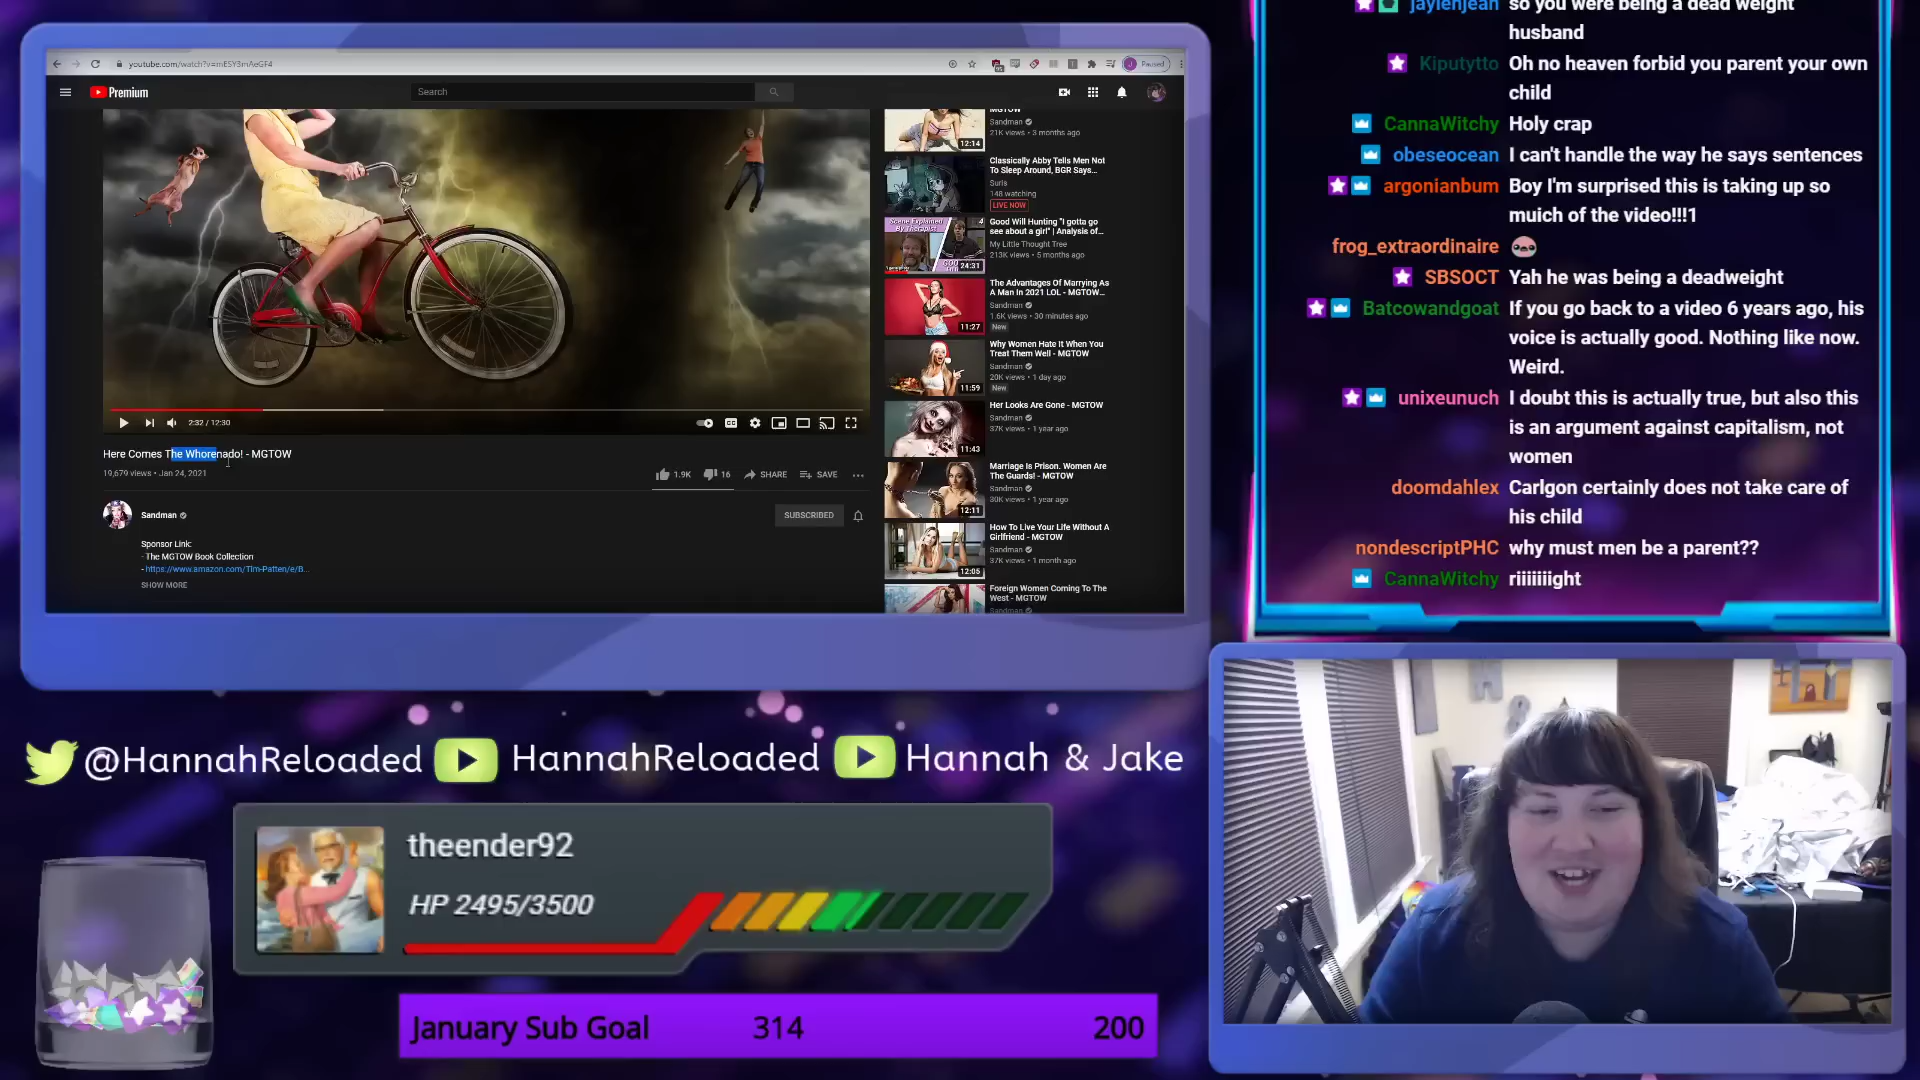 youtube.com/watch?v=mESY3mAeGF4
Paused
Premium
Search
2:32 / 12:30
CC
Here Comes The Whorenado! - MGTOW
19,679 views • Jan 24, 2021
1.9K
16
SHARE
SAVE
Sandman
SUBSCRIBED
Sponsor Link:
- The MGTOW Book Collection
- https://www.amazon.com/Tim-Patten/e/B...
SHOW MORE
MGTOW
Sandman
21K views • 3 months ago
12:14
Classically Abby Tells Men Not
To Sleep Around, BGR Says...
Suris
148 watching
LIVE NOW
Good Will Hunting "I gotta go
see about a girl" | Analysis of...
My Little Thought Tree
213K views • 5 months ago
24:31
The Advantages Of Marrying As
A Man In 2021 LOL - MGTOW...
Sandman
1.6K views • 30 minutes ago
New
11:27
Why Women Hate It When You
Treat Them Well - MGTOW
Sandman
20K views • 1 day ago
New
11:59
Her Looks Are Gone - MGTOW
Sandman
37K views • 1 year ago
11:43
Marriage Is Prison. Women Are
The Guards! - MGTOW
Sandman
30K views • 1 year ago
12:11
How To Live Your Life Without A
Girlfriend - MGTOW
Sandman
37K views • 1 month ago
12:05
Foreign Women Coming To The
West - MGTOW
Sandman
jaylenjean so you were being a dead weight
husband
Kiputytto Oh no heaven forbid you parent your own
child
CannaWitchy Holy crap
obeseocean I can't handle the way he says sentences
argonianbum Boy I'm surprised this is taking up so
muich of the video!!!1
frog_extraordinaire
SBSOCT Yah he was being a deadweight
Batcowandgoat If you go back to a video 6 years ago, his
voice is actually good. Nothing like now.
Weird.
unixeunuch I doubt this is actually true, but also this
is an argument against capitalism, not
women
doomdahlex Carlgon certainly does not take care of
his child
nondescriptPHC why must men be a parent??
CannaWitchy riiiiiiight
@HannahReloaded HannahReloaded Hannah & Jake
theender92
HP 2495/3500
January Sub Goal 314 200